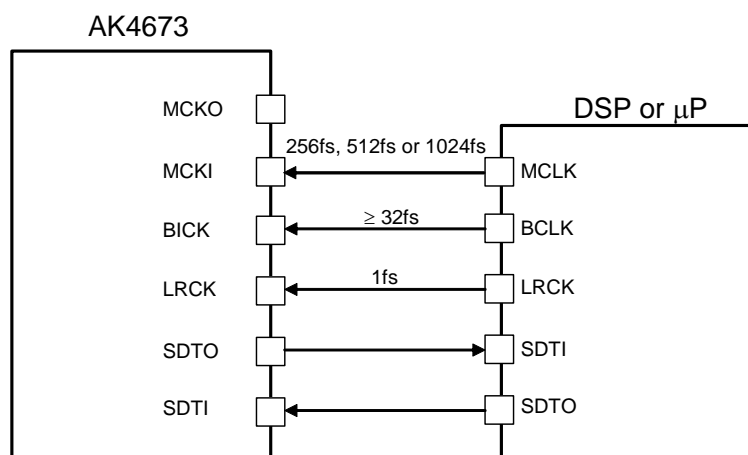 AK4673
DSP or μP
MCKO
256fs, 512fs or 1024fs
MCKI
MCLK
≥ 32fs
BICK
BCLK
1fs
LRCK
LRCK
SDTO
SDTI
SDTI
SDTO